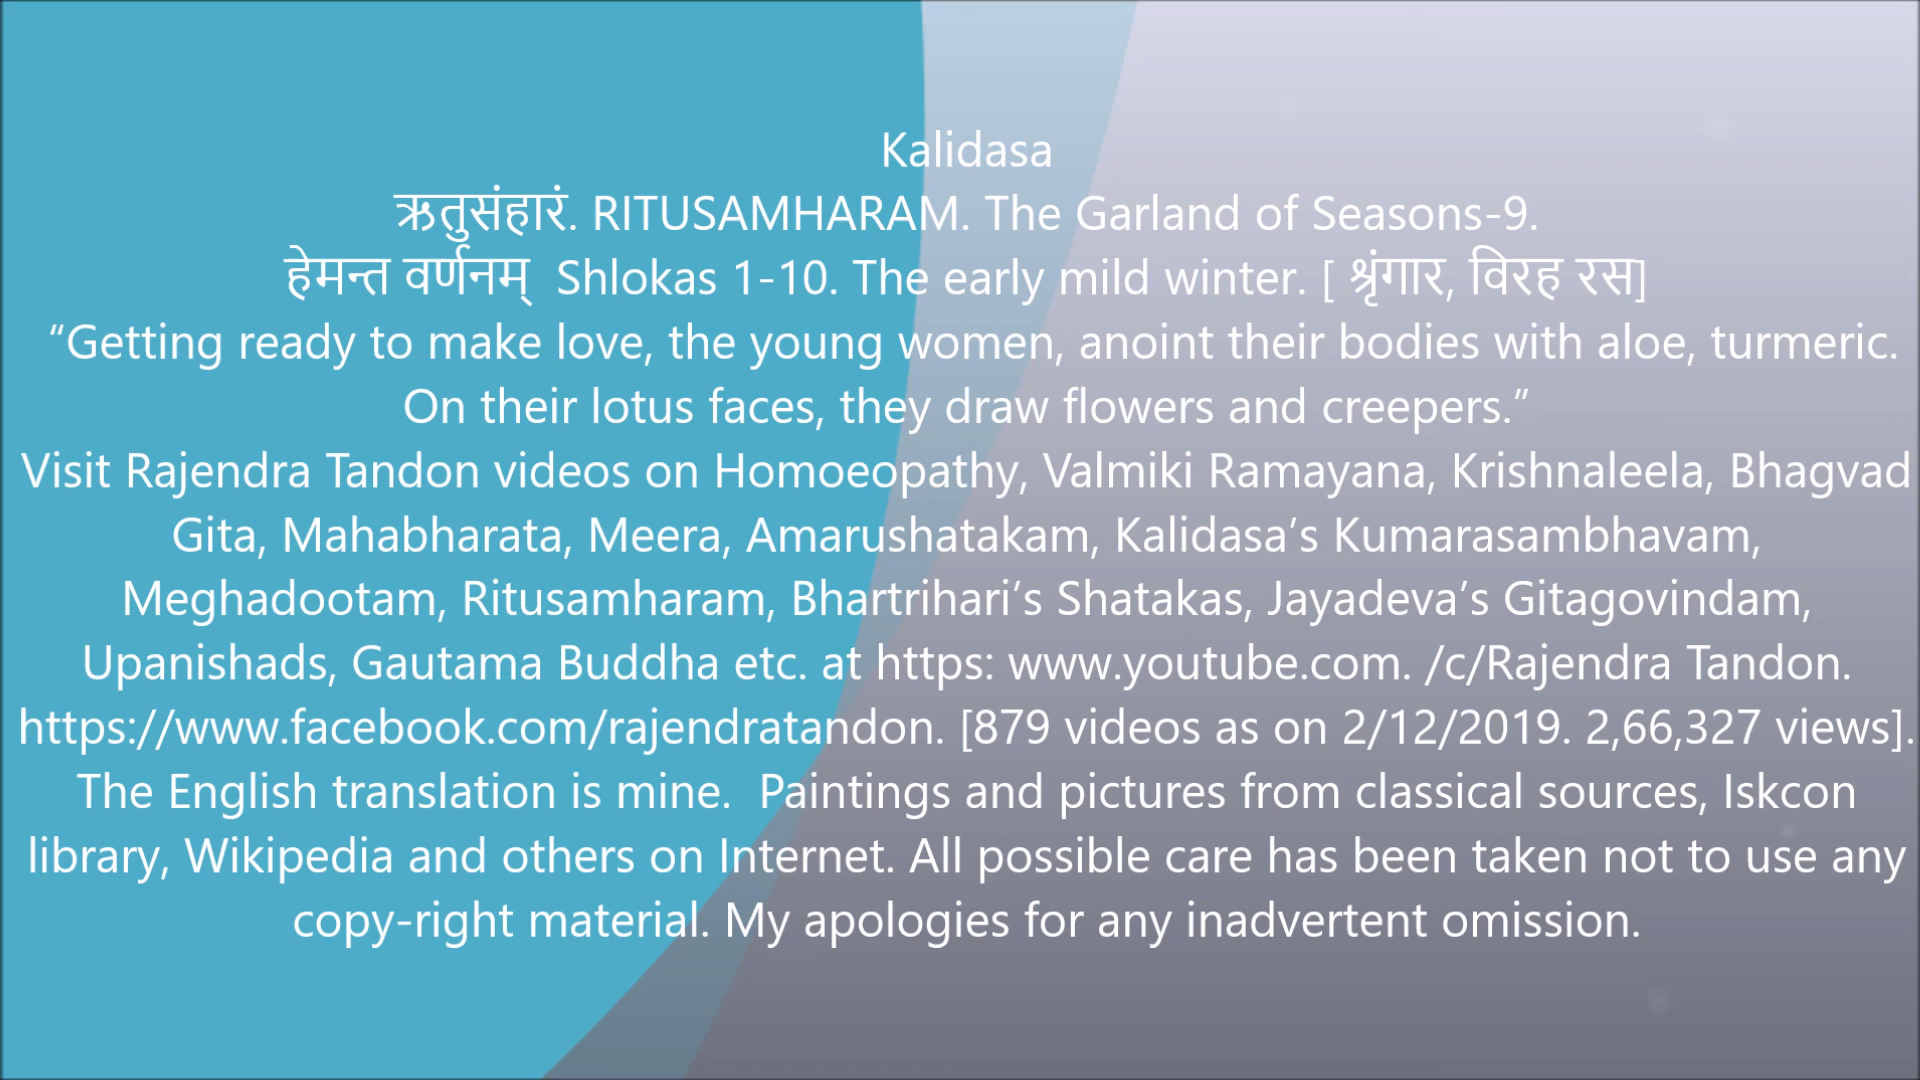 Kalidasa
ऋतुसंहारं. RITUSAMHARAM. The Garland of Seasons-9.
हेमन्त वर्णनम्  Shlokas 1-10. The early mild winter. [ श्रृंगार, विरह रस]
“Getting ready to make love, the young women, anoint their bodies with aloe, turmeric.
On their lotus faces, they draw flowers and creepers.”
Visit Rajendra Tandon videos on Homoeopathy, Valmiki Ramayana, Krishnaleela, Bhagvad
Gita, Mahabharata, Meera, Amarushatakam, Kalidasa’s Kumarasambhavam,
Meghadootam, Ritusamharam, Bhartrihari’s Shatakas, Jayadeva’s Gitagovindam,
Upanishads, Gautama Buddha etc. at https: www.youtube.com. /c/Rajendra Tandon.
https://www.facebook.com/rajendratandon. [879 videos as on 2/12/2019. 2,66,327 views].
The English translation is mine.  Paintings and pictures from classical sources, Iskcon
library, Wikipedia and others on Internet. All possible care has been taken not to use any
copy-right material. My apologies for any inadvertent omission.